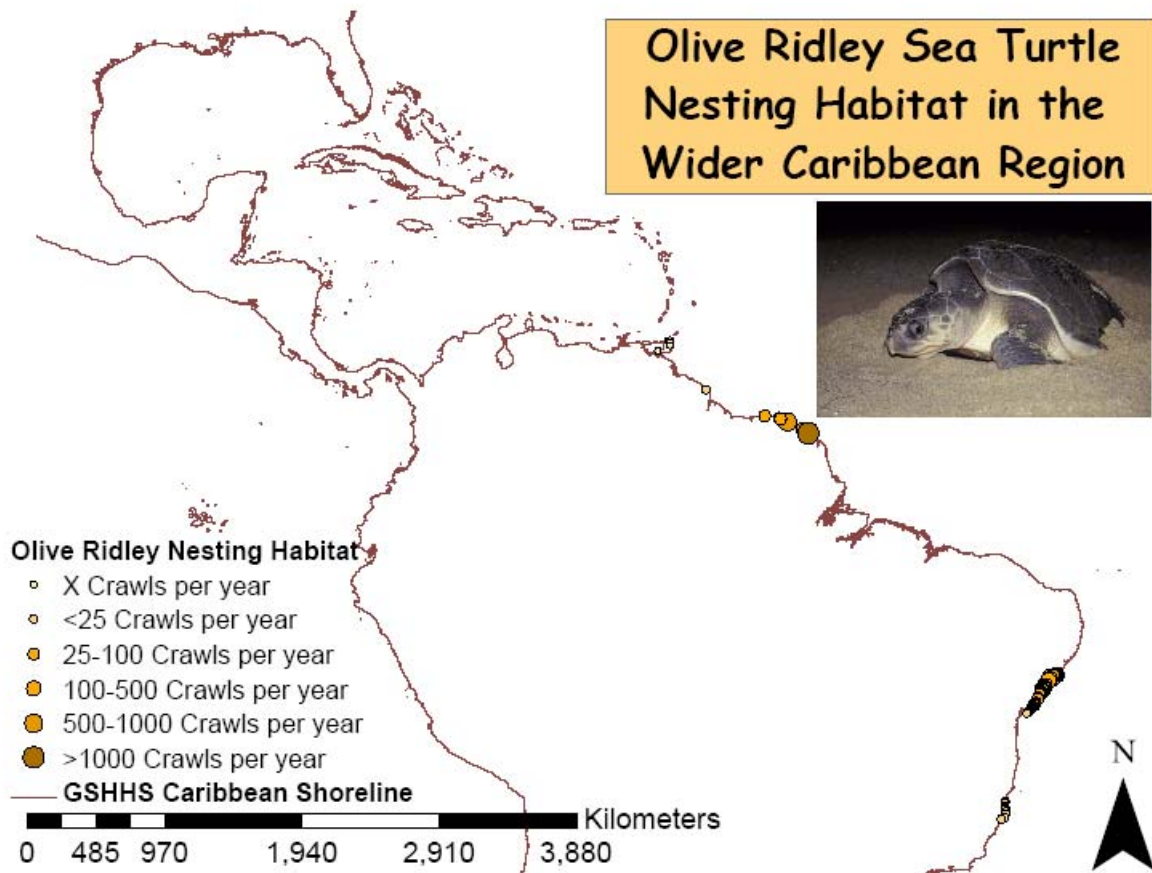 Olive Ridley Sea Turtle
Nesting Habitat in the
Wider Caribbean Region
Olive Ridley Nesting Habitat
X Crawls per year
<25 Crawls per year
25-100 Crawls per year
100-500 Crawls per year
500-1000 Crawls per year
>1000 Crawls per year
GSHHS Caribbean Shoreline
Kilometers
0 485 970 1,940 2,910 3,880
N